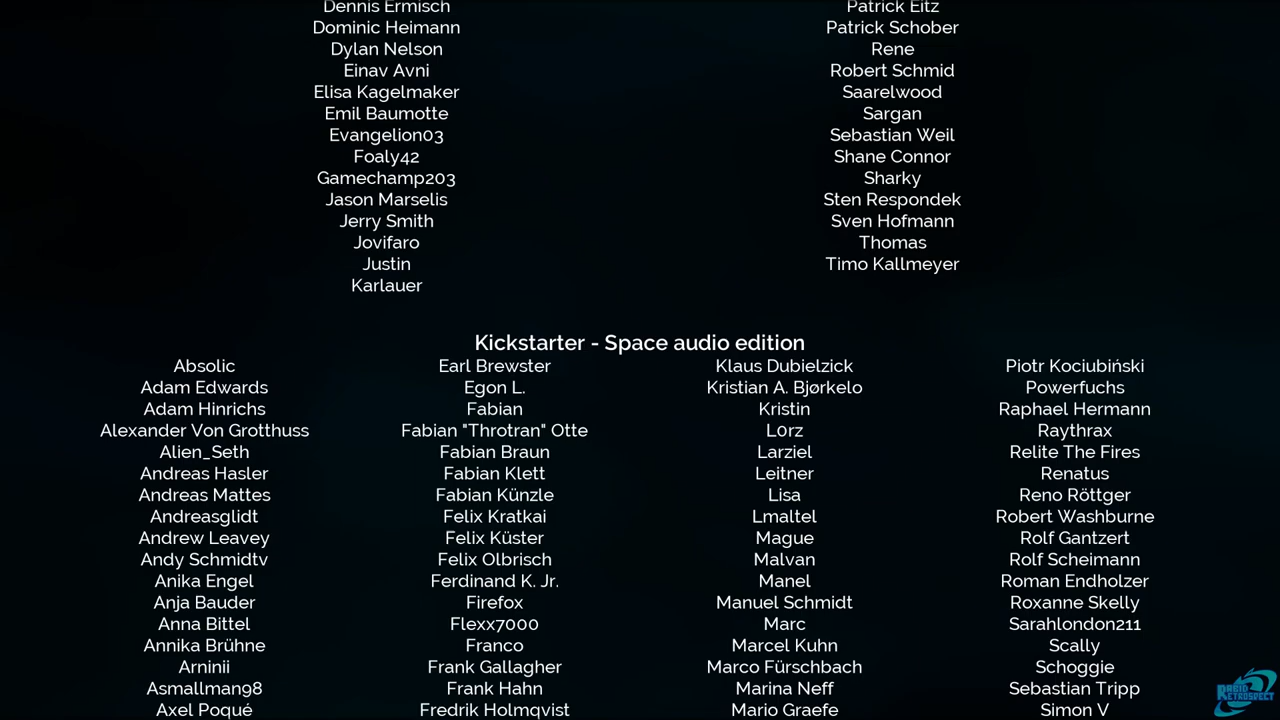 Dennis Ermisch
Dominic Heimann
Dylan Nelson
Einav Avni
Elisa Kagelmaker
Emil Baumotte
Evangelion03
Foaly42
Gamechamp203
Jason Marselis
Jerry Smith
Jovifaro
Justin
Karlauer
Patrick Eitz
Patrick Schober
Rene
Robert Schmid
Saarelwood
Sargan
Sebastian Weil
Shane Connor
Sharky
Sten Respondek
Sven Hofmann
Thomas
Timo Kallmeyer
Kickstarter - Space audio edition
Absolic
Adam Edwards
Adam Hinrichs
Alexander Von Grotthuss
Alien_Seth
Andreas Hasler
Andreas Mattes
Andreasglidt
Andrew Leavey
Andy Schmidtv
Anika Engel
Anja Bauder
Anna Bittel
Annika Brühne
Arninii
Asmallman98
Axel Poqué
Earl Brewster
Egon L.
Fabian
Fabian "Throtran" Otte
Fabian Braun
Fabian Klett
Fabian Künzle
Felix Kratkai
Felix Küster
Felix Olbrisch
Ferdinand K. Jr.
Firefox
Flexx7000
Franco
Frank Gallagher
Frank Hahn
Fredrik Holmqvist
Klaus Dubielzick
Kristian A. Bjørkelo
Kristin
L0rz
Larziel
Leitner
Lisa
Lmaltel
Mague
Malvan
Manel
Manuel Schmidt
Marc
Marcel Kuhn
Marco Fürschbach
Marina Neff
Mario Graefe
Piotr Kociubiński
Powerfuchs
Raphael Hermann
Raythrax
Relite The Fires
Renatus
Reno Röttger
Robert Washburne
Rolf Gantzert
Rolf Scheimann
Roman Endholzer
Roxanne Skelly
Sarahlondon211
Scally
Schoggie
Sebastian Tripp
Simon V
Rabid
Retrospect